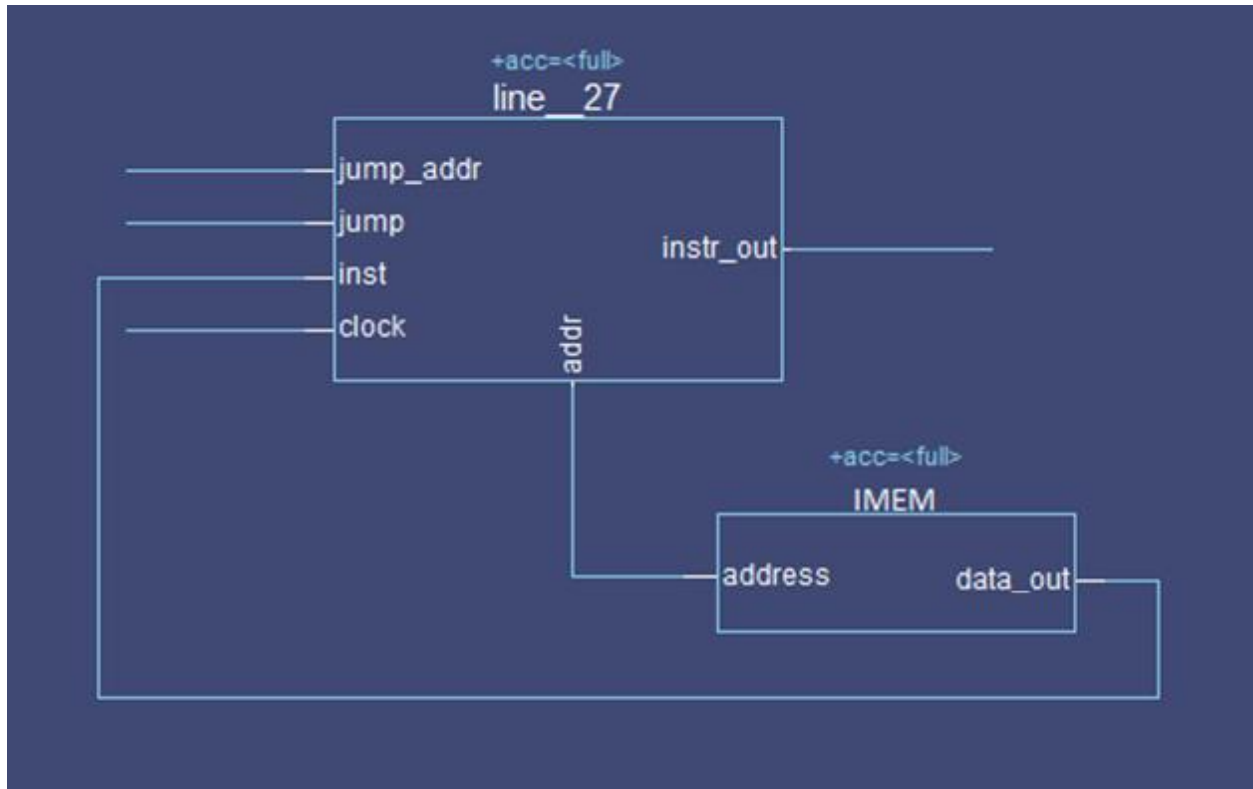 +acc=<full>
line__27
jump_addr
jump
instr_out
inst
clock
addr
+acc=<full>
IMEM
address
data_out